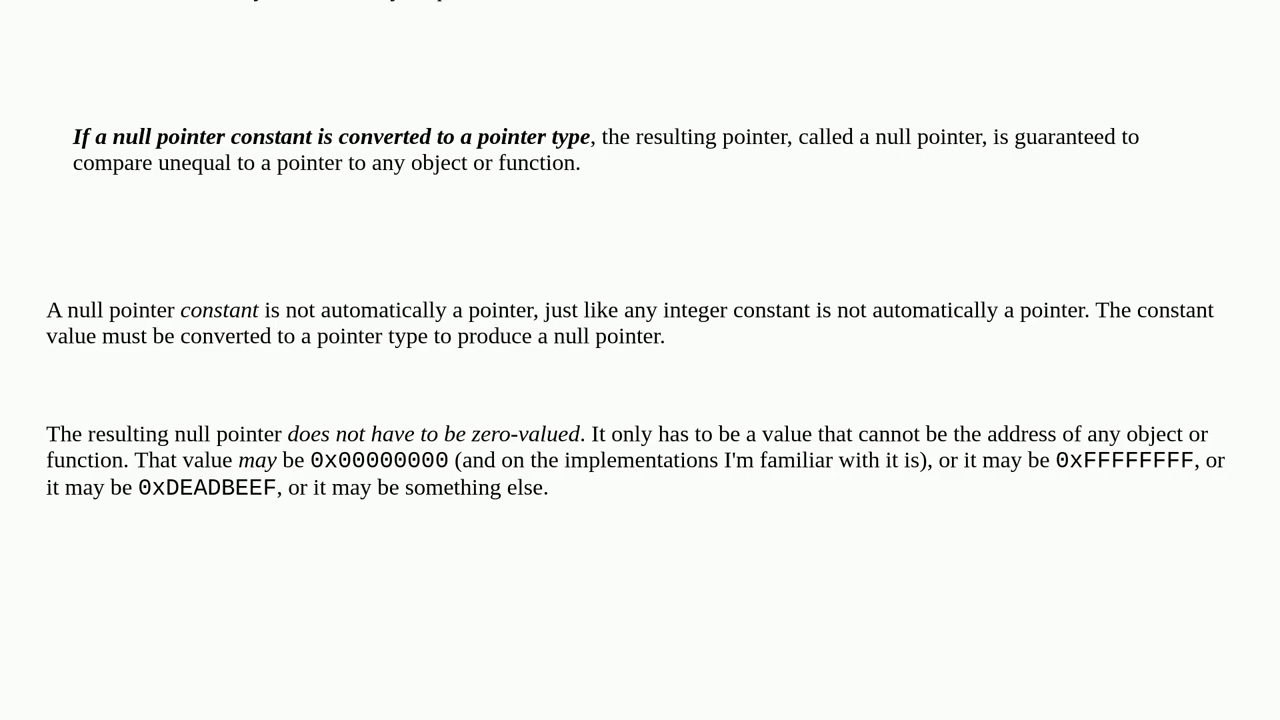 If a null pointer constant is converted to a pointer type, the resulting pointer, called a null pointer, is guaranteed to
compare unequal to a pointer to any object or function.
A null pointer constant is not automatically a pointer, just like any integer constant is not automatically a pointer. The constant
value must be converted to a pointer type to produce a null pointer.
The resulting null pointer does not have to be zero-valued. It only has to be a value that cannot be the address of any object or
function. That value may be 0x00000000 (and on the implementations I'm familiar with it is), or it may be 0xFFFFFFFF, or
it may be 0xDEADBEEF, or it may be something else.